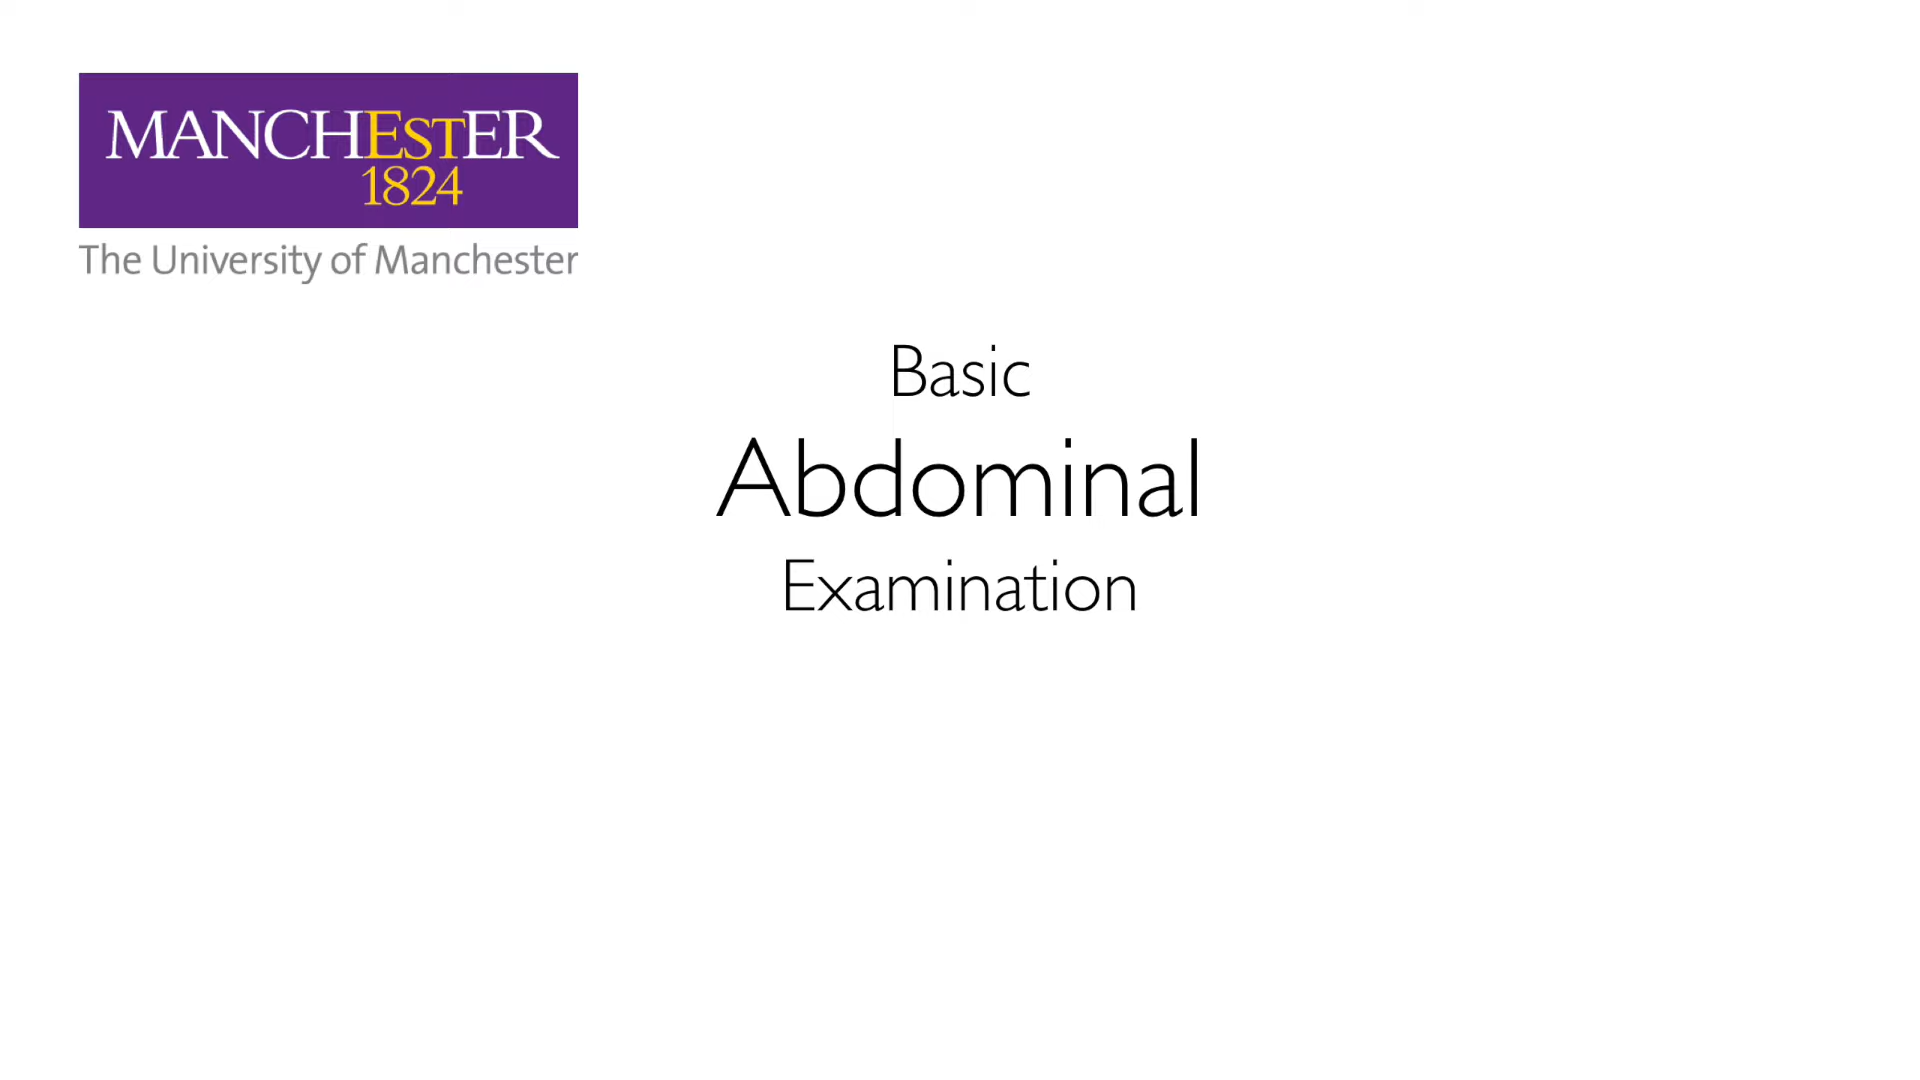 MANCHESTER
1824
The University of Manchester
Basic
Abdominal
Examination